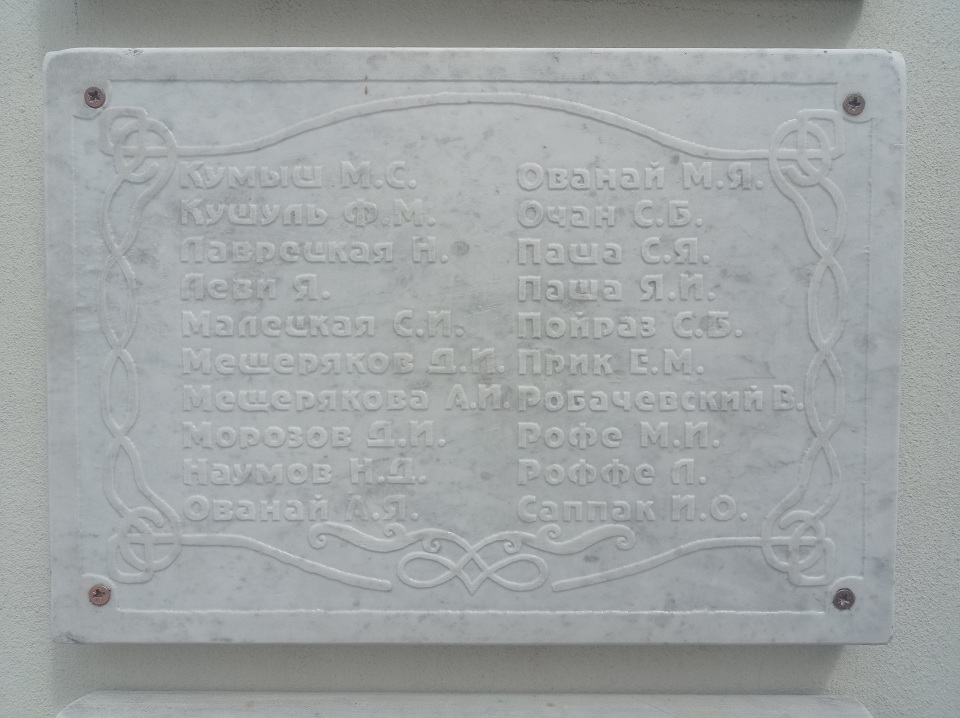 Кумыш М.С.
Кушуль Ф.М.
Лаврецкая Н.
Леви Я.
Малецкая С.И.
Мещеряков Д.И.
Мещерякова А.И.
Морозов Д.И.
Наумов Н.Д.
Ованай А.Я.
Ованай М.Я.
Очан С.Б.
Паша С.Я.
Паша Я.И.
Пойраз С.Б.
Прик Е.М.
Робачевский В.
Рофе М.И.
Роффе Л.
Саппак И.О.